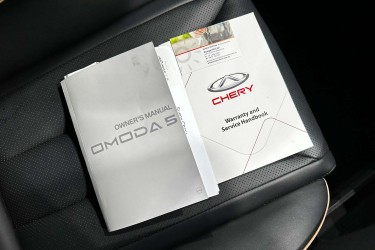 OWNER'S MANUAL
OMODA 5
CHERY
Warranty and
Service Handbook